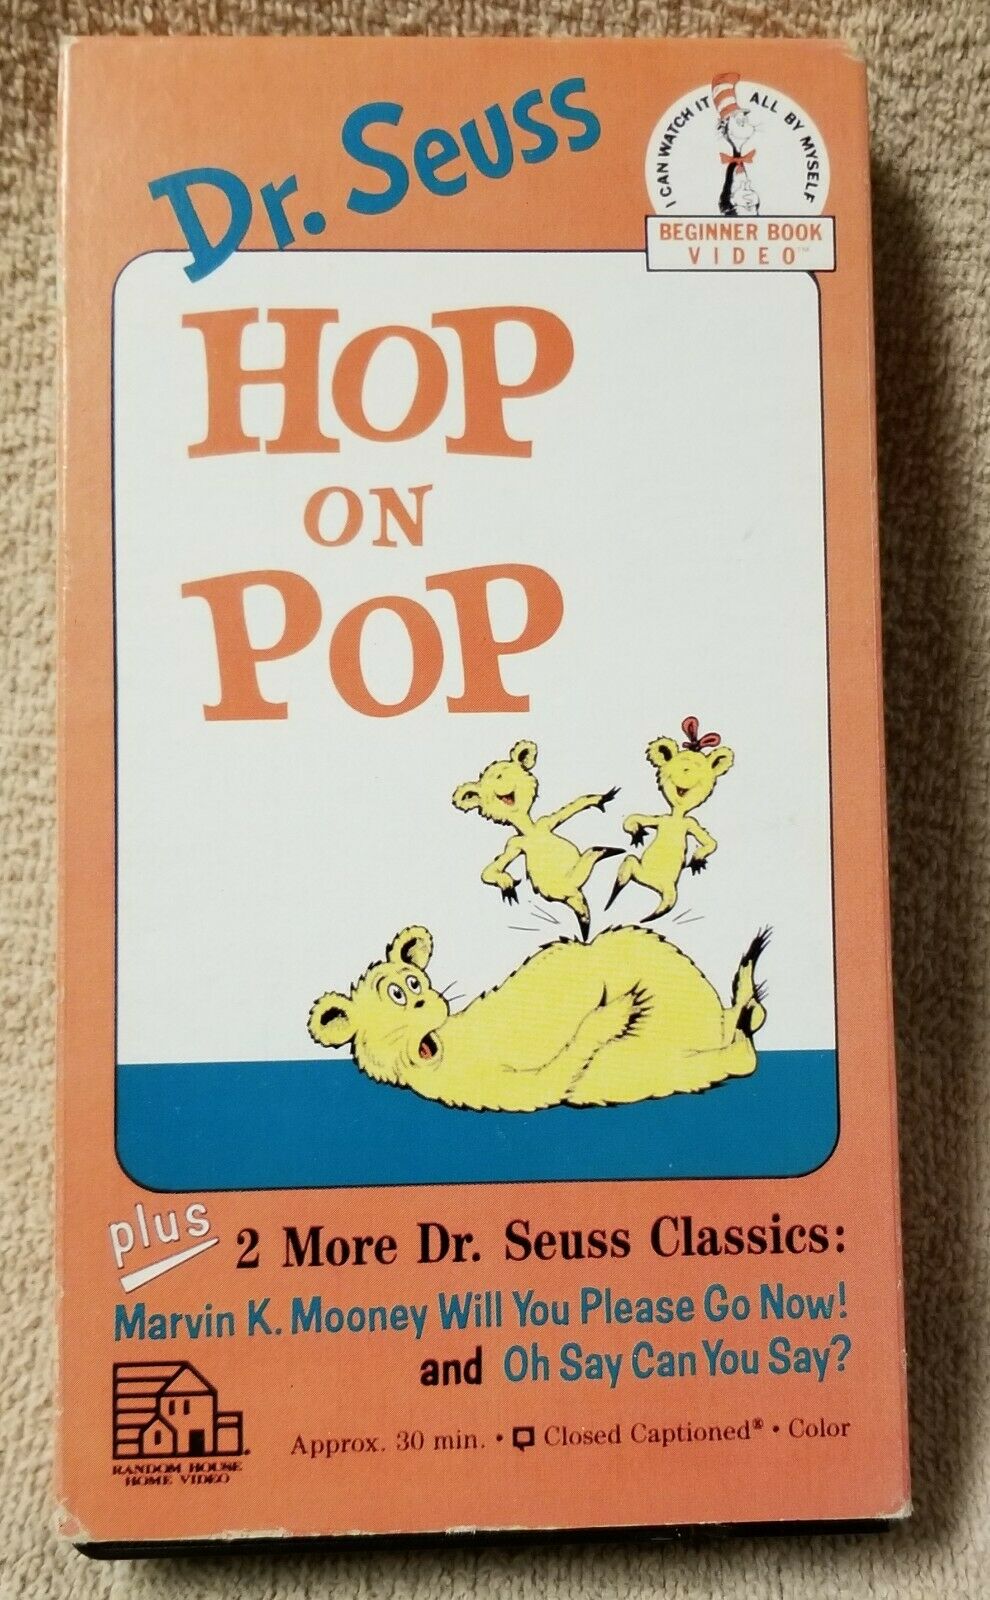 Dr. Seuss
I CAN WATCH IT ALL BY MYSELF
BEGINNER BOOK
VIDEO™
HOP
ON
POP
plus 2 More Dr. Seuss Classics:
Marvin K. Mooney Will You Please Go Now!
and Oh Say Can You Say?
Approx. 30 min. • Closed Captioned® • Color
RANDOM HOUSE
HOME VIDEO